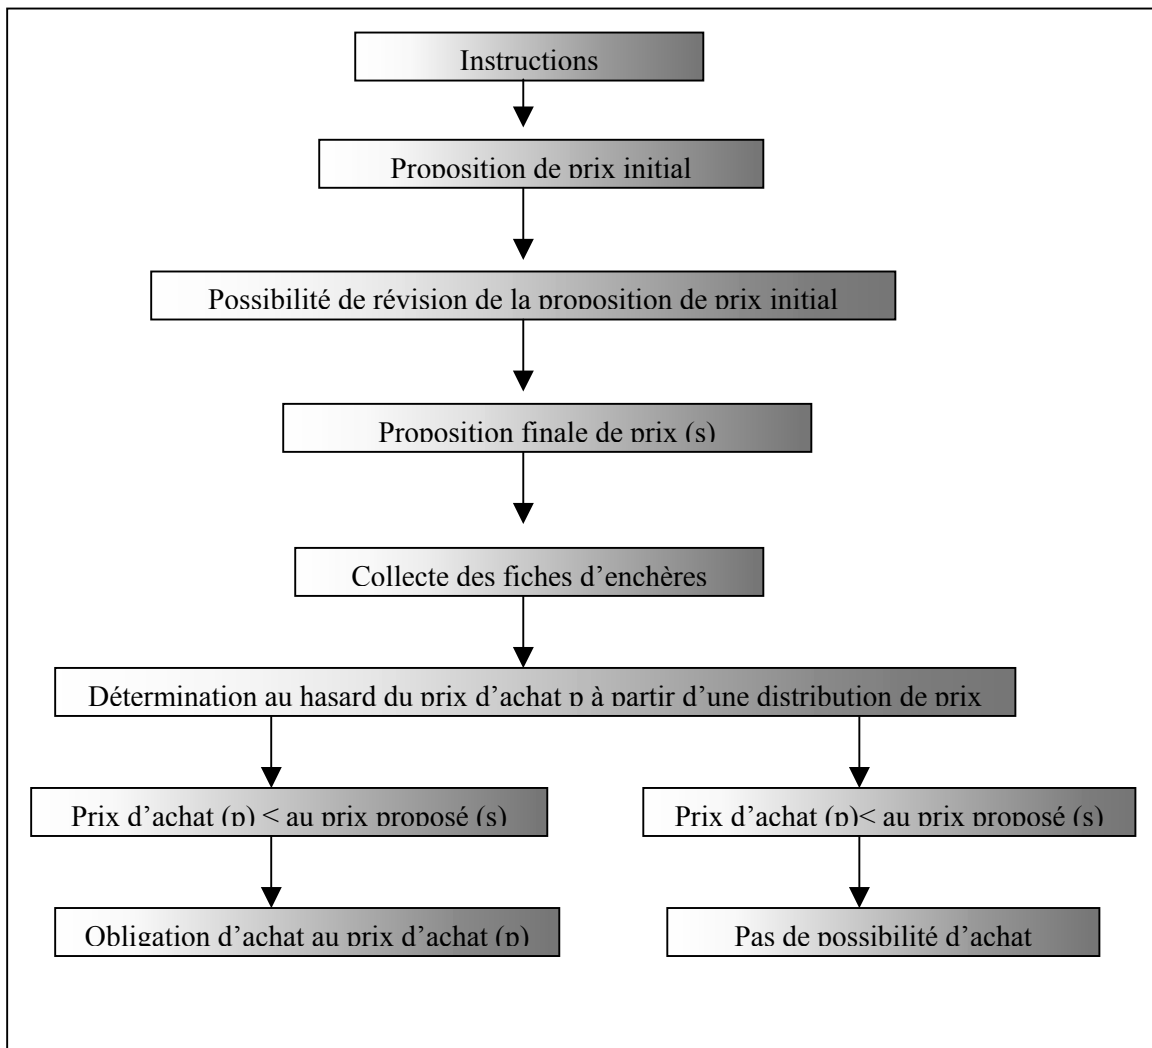 Instructions
Proposition de prix initial
Possibilité de révision de la proposition de prix initial
Proposition finale de prix (s)
Collecte des fiches d’enchères
Détermination au hasard du prix d’achat p à partir d’une distribution de prix
Prix d’achat (p) < au prix proposé (s)
Prix d’achat (p)< au prix proposé (s)
Obligation d’achat au prix d’achat (p)
Pas de possibilité d’achat